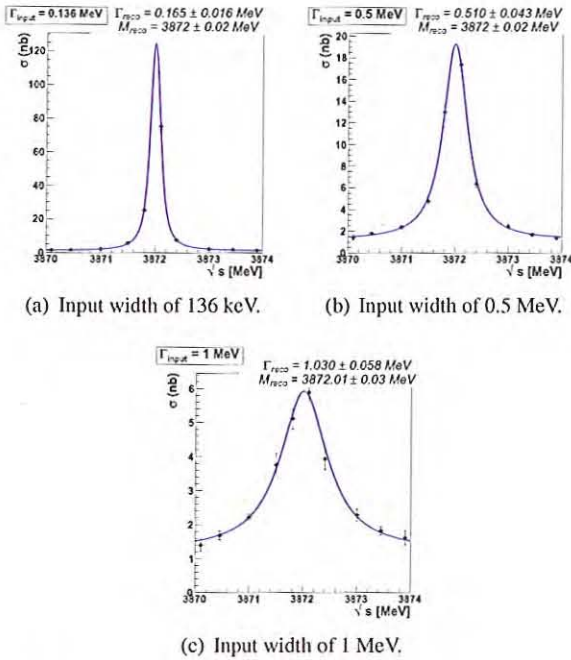 Γinput = 0.136 MeV
Γreco = 0.165 ± 0.016 MeV
Mreco = 3872 ± 0.02 MeV
σ (nb)
120
100
80
60
40
20
0
3870 3871 3872 3873 3874
√ s [MeV]
(a) Input width of 136 keV.
Γinput = 0.5 MeV
Γreco = 0.510 ± 0.043 MeV
Mreco = 3872 ± 0.02 MeV
σ (nb)
20
18
16
14
12
10
8
6
4
2
0
3870 3871 3872 3873 3874
√ s [MeV]
(b) Input width of 0.5 MeV.
Γinput = 1 MeV
Γreco = 1.030 ± 0.058 MeV
Mreco = 3872.01 ± 0.03 MeV
σ (nb)
6
5
4
3
2
1
0
3870 3871 3872 3873 3874
√ s [MeV]
(c) Input width of 1 MeV.